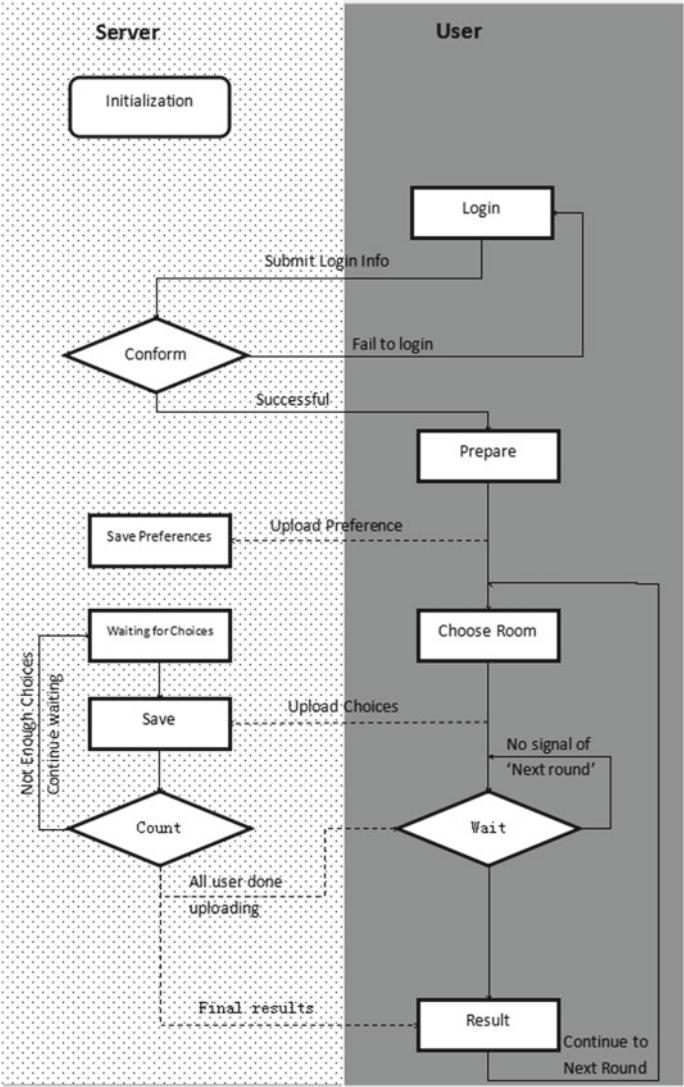 Server
User
Initialization
Login
Submit Login Info
Conform
Fail to login
Successful
Prepare
Upload Preference
Save Preferences
Waiting for Choices
Choose Room
Not Enough Choices
Continue waiting
Save
Upload Choices
No signal of
‘Next round’
Count
Wait
All user done
uploading
Final results
Result
Continue to
Next Round